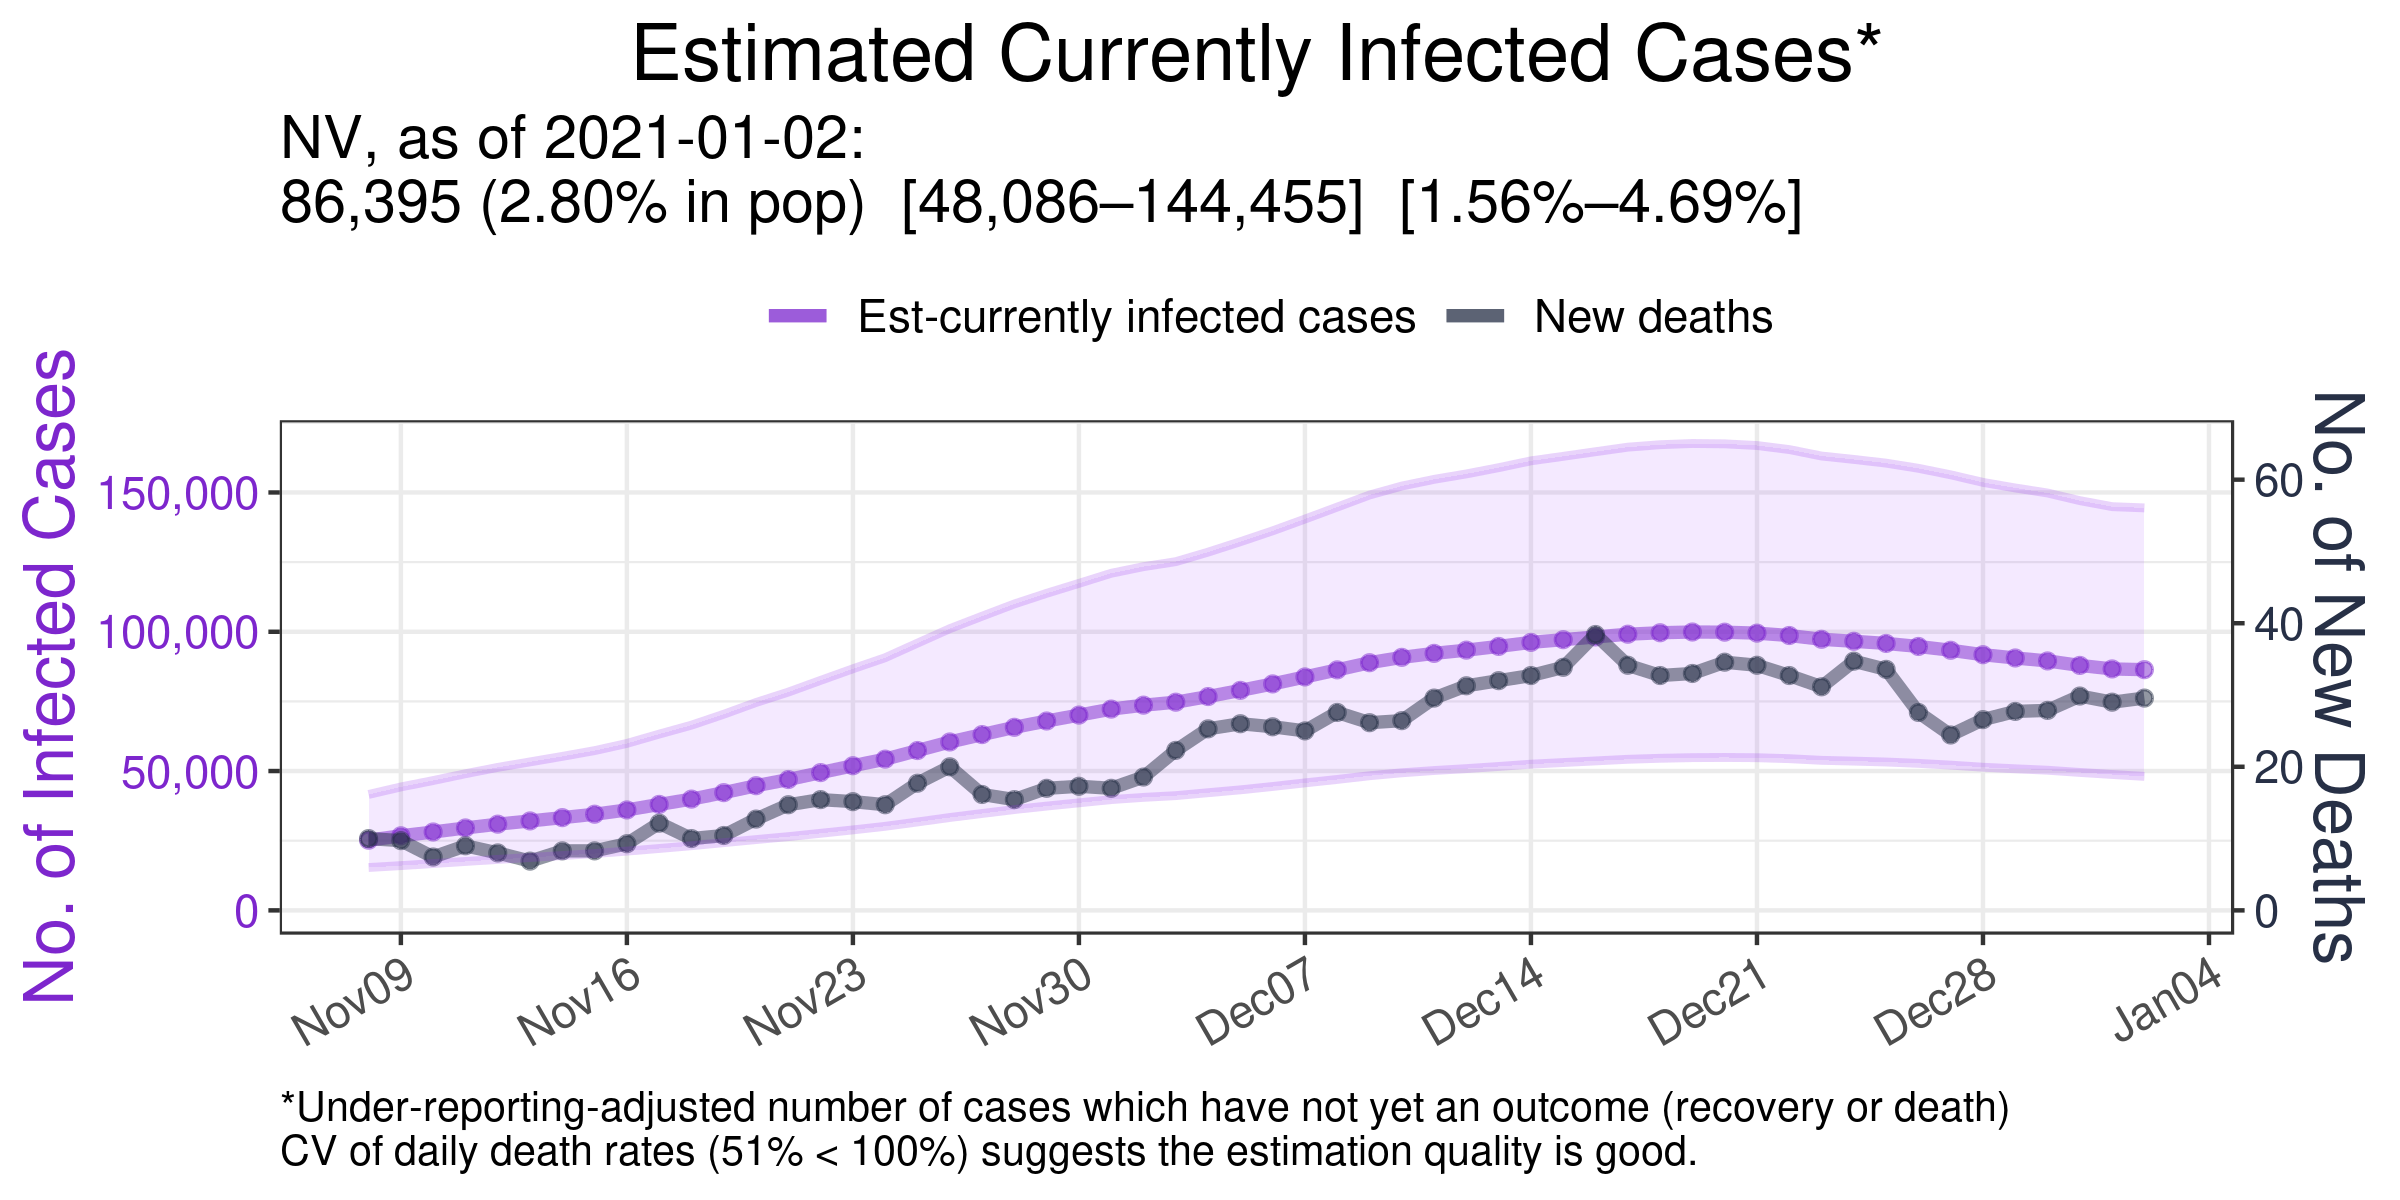 Estimated Currently Infected Cases*
NV, as of 2021-01-02:
86,395 (2.80% in pop)  [48,086–144,455]  [1.56%–4.69%]
Est-currently infected cases
New deaths
No. of Infected Cases
150,000
100,000
50,000
0
60
40
20
0
No. of New Deaths
Nov09
Nov16
Nov23
Nov30
Dec07
Dec14
Dec21
Dec28
Jan04
*Under-reporting-adjusted number of cases which have not yet an outcome (recovery or death)
CV of daily death rates (51% < 100%) suggests the estimation quality is good.